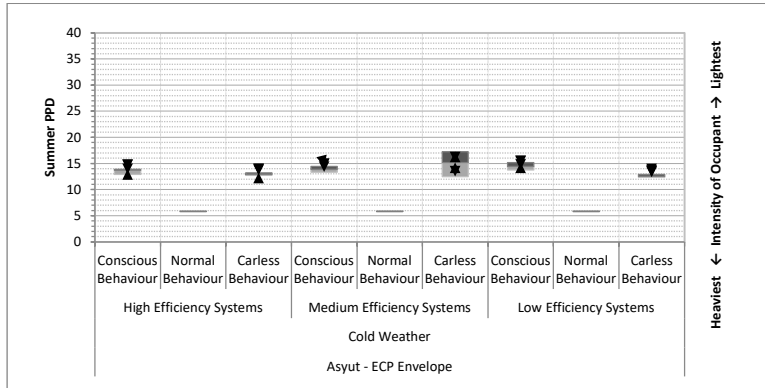 40
35
30
25
20
15
10
5
0
Summer PPD
Conscious Behaviour
Normal Behaviour
Carless Behaviour
Conscious Behaviour
Normal Behaviour
Carless Behaviour
Conscious Behaviour
Normal Behaviour
Carless Behaviour
High Efficiency Systems
Medium Efficiency Systems
Low Efficiency Systems
Cold Weather
Asyut - ECP Envelope
Heaviest ← Intensity of Occupant → Lightest